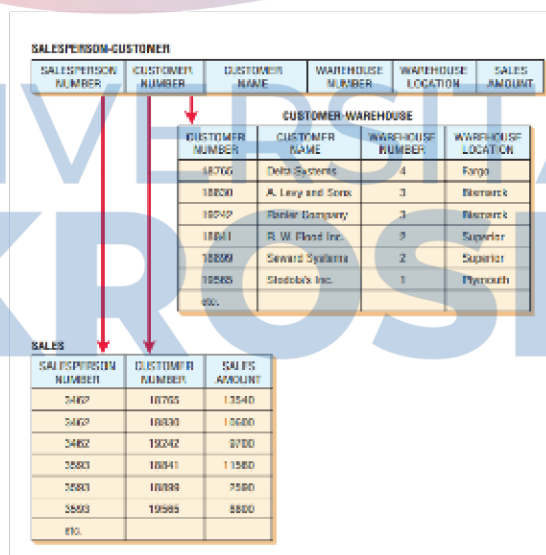 SALESPERSON-CUSTOMER
SALESPERSON NUMBER CUSTOMER NUMBER CUSTOMER NAME WAREHOUSE NUMBER WAREHOUSE LOCATION SALES AMOUNT
CUSTOMER-WAREHOUSE
CUSTOMER NUMBER CUSTOMER NAME WAREHOUSE NUMBER WAREHOUSE LOCATION
18765 Delta Systems 4 Fargo
18830 A. Levy and Sons 3 Bismarck
19242 Ranier Company 3 Bismarck
18841 R. W. Flood Inc. 2 Superior
18899 Seward Systems 2 Superior
19565 Stodola's Inc. 1 Plymouth
etc.
SALES
SALESPERSON NUMBER CUSTOMER NUMBER SALES AMOUNT
3462 18765 13540
3462 18830 10600
3462 19242 9700
3593 18841 11560
3593 18899 2590
3593 19565 8800
etc.